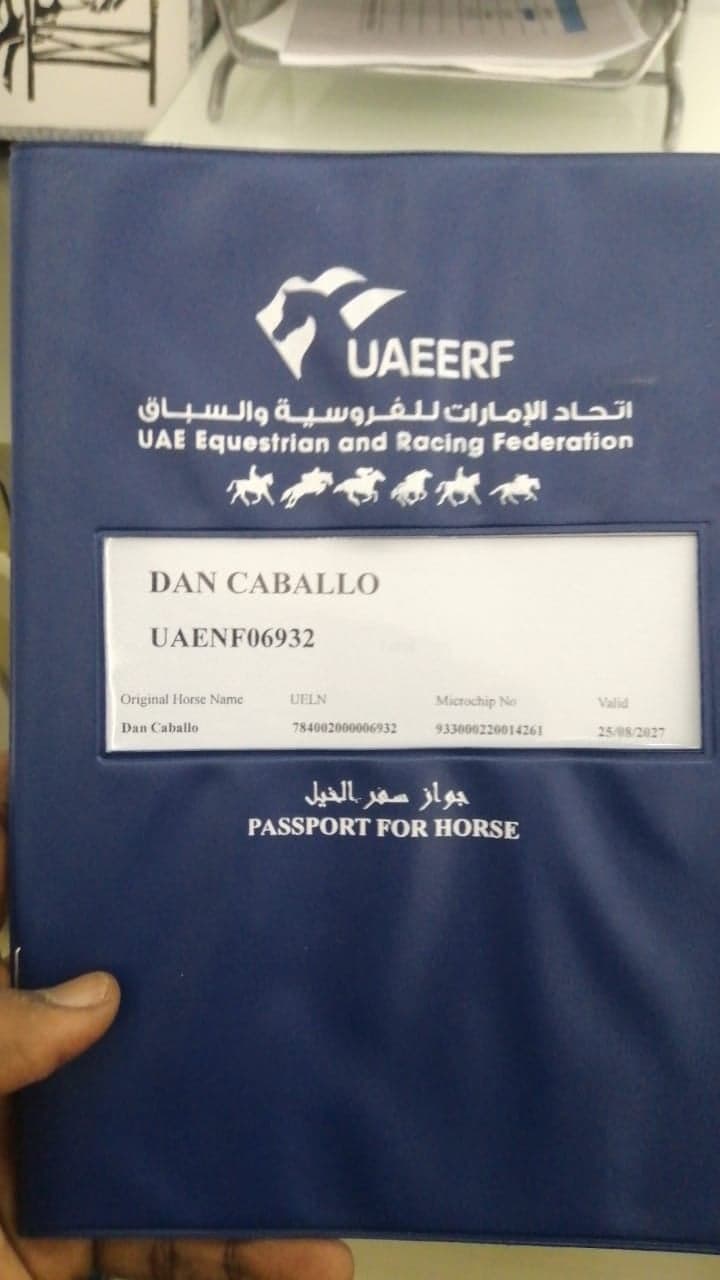 UAEERF
اتحاد الإمارات للفروسية والسباق
UAE Equestrian and Racing Federation
DAN CABALLO
UAENF06932
Original Horse Name UELN Microchip No Valid
Dan Caballo 784002000006932 933000220014261 25/08/2027
جواز سفر الخيل
PASSPORT FOR HORSE